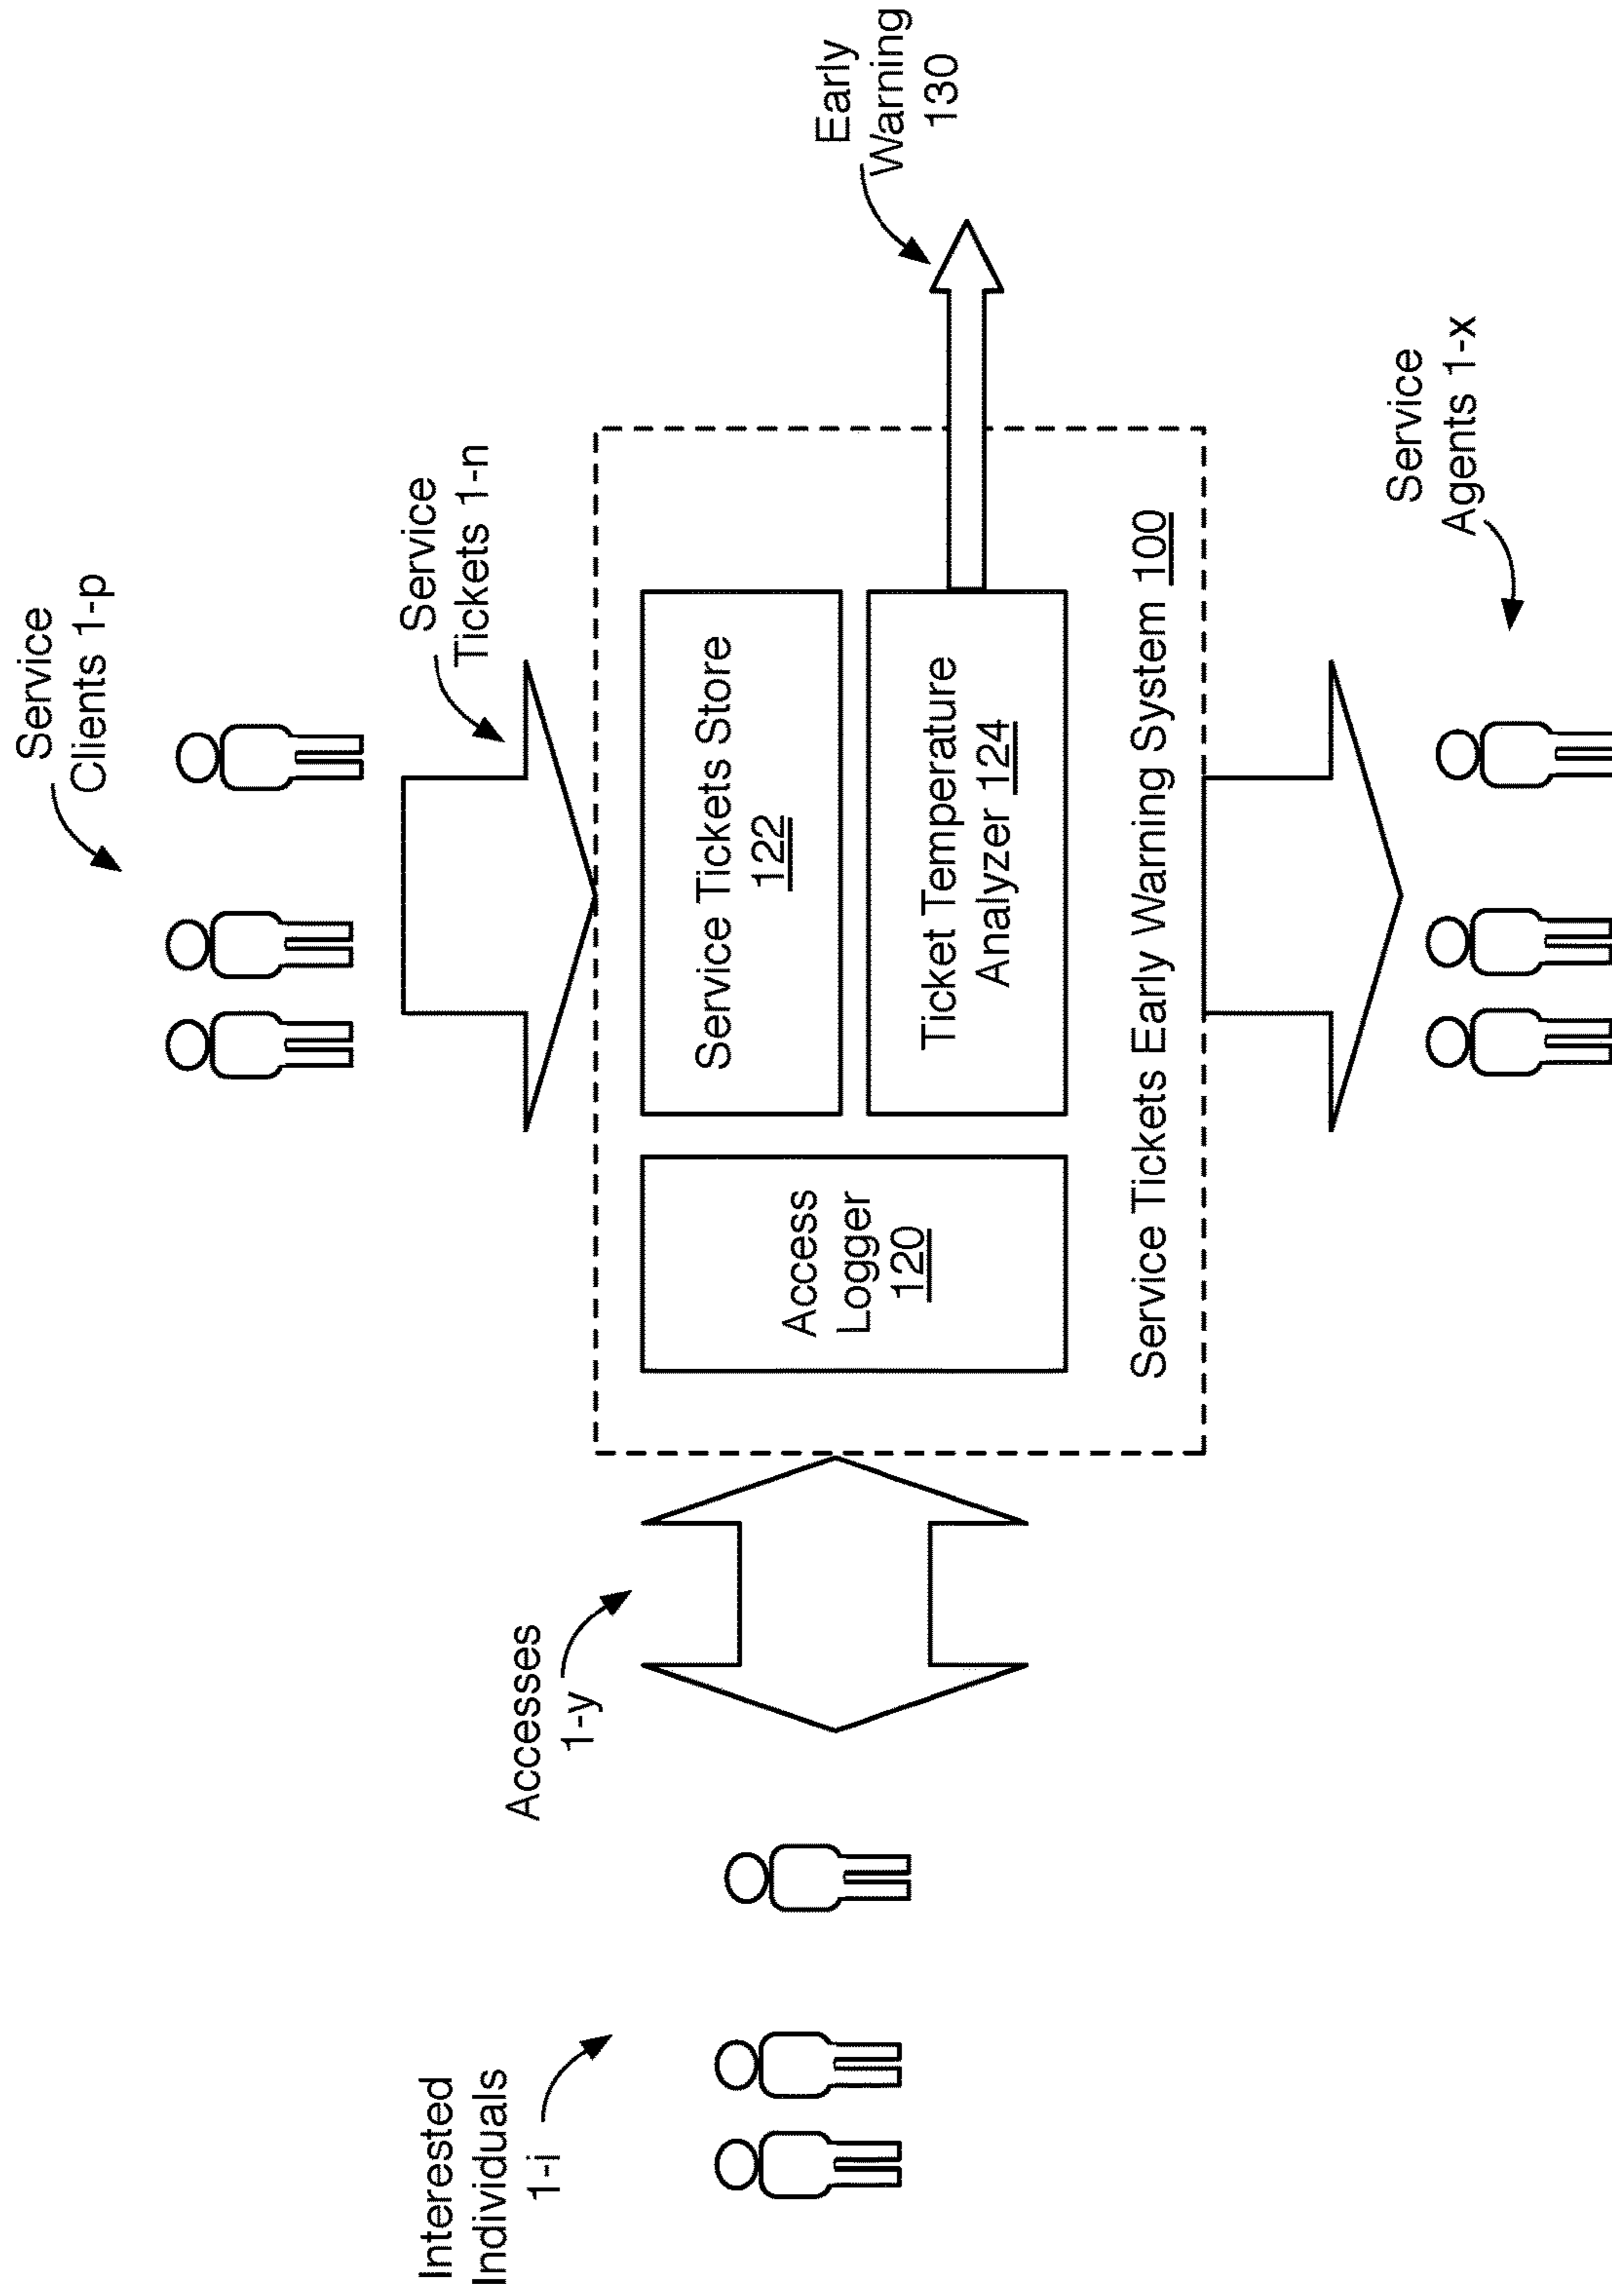 Service
Clients 1-p
Service
Tickets 1-n
Early
Warning
130
Accesses
1-y
Interested
Individuals
1-i
Access
Logger
120
Service Tickets Store
122
Ticket Temperature
Analyzer 124
Service Tickets Early Warning System 100
Service
Agents 1-x